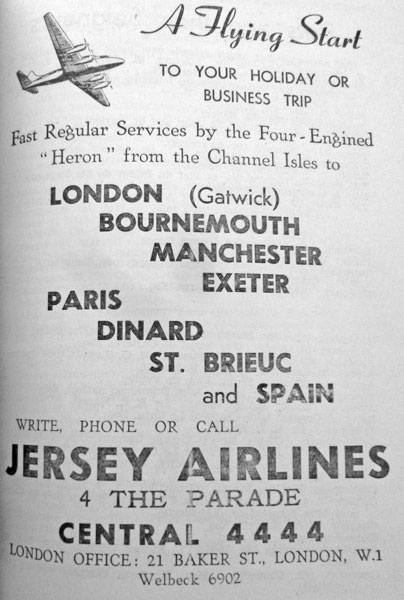 A Flying Start
TO YOUR HOLIDAY OR
BUSINESS TRIP
Fast Regular Services by the Four-Engined
"Heron" from the Channel Isles to
LONDON (Gatwick)
BOURNEMOUTH
MANCHESTER
EXETER
PARIS
DINARD
ST. BRIEUC
and SPAIN
WRITE, PHONE OR CALL
JERSEY AIRLINES
4 THE PARADE
CENTRAL 4444
LONDON OFFICE: 21 BAKER ST., LONDON, W.1
Welbeck 6902